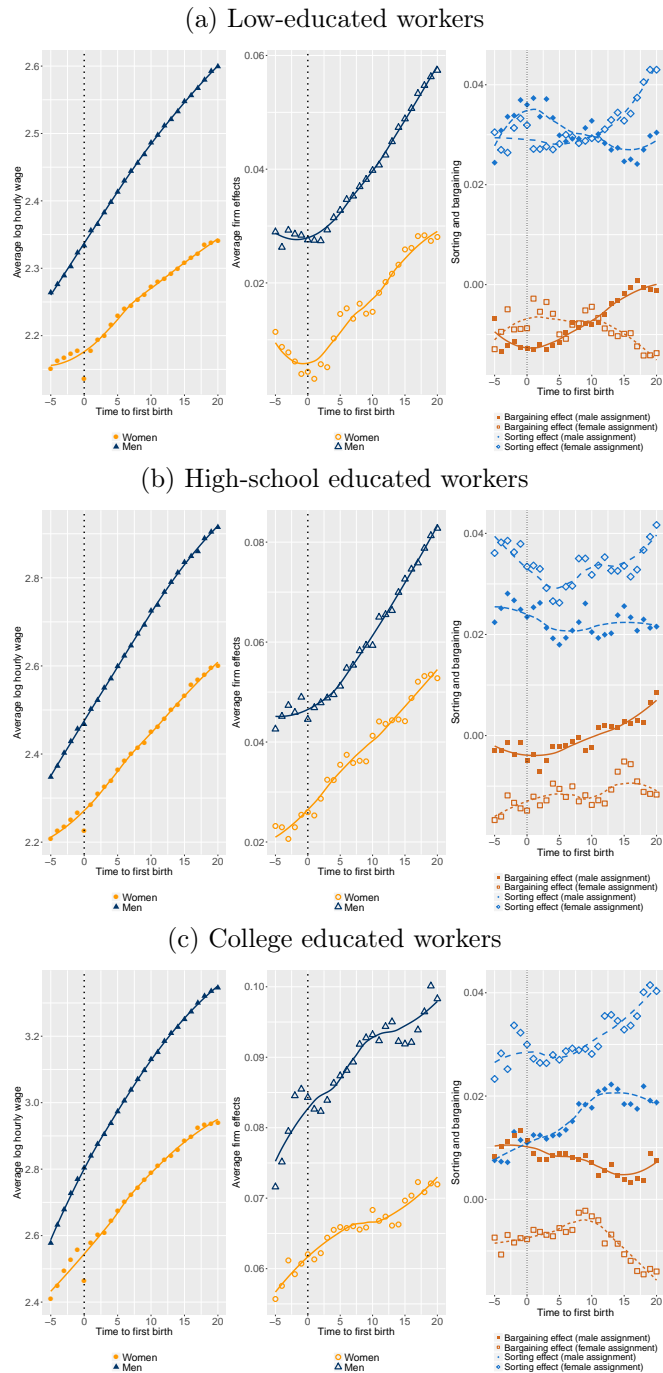 (a) Low-educated workers
Average log hourly wage
2.6
2.5
2.4
2.3
2.2
−5 0 5 10 15 20
Time to first birth
Women
Men
Average firm effects
0.06
0.04
0.02
−5 0 5 10 15 20
Time to first birth
Women
Men
Sorting and bargaining
0.04
0.00
−5 0 5 10 15 20
Time to first birth
Bargaining effect (male assignment)
Bargaining effect (female assignment)
Sorting effect (male assignment)
Sorting effect (female assignment)
(b) High-school educated workers
Average log hourly wage
2.8
2.6
2.4
2.2
−5 0 5 10 15 20
Time to first birth
Women
Men
Average firm effects
0.08
0.06
0.04
0.02
−5 0 5 10 15 20
Time to first birth
Women
Men
Sorting and bargaining
0.04
0.02
0.00
−5 0 5 10 15 20
Time to first birth
Bargaining effect (male assignment)
Bargaining effect (female assignment)
Sorting effect (male assignment)
Sorting effect (female assignment)
(c) College educated workers
Average log hourly wage
3.2
3.0
2.8
2.6
2.4
−5 0 5 10 15 20
Time to first birth
Women
Men
Average firm effects
0.10
0.09
0.08
0.07
0.06
−5 0 5 10 15 20
Time to first birth
Women
Men
Sorting and bargaining
0.04
0.02
0.00
−5 0 5 10 15 20
Time to first birth
Bargaining effect (male assignment)
Bargaining effect (female assignment)
Sorting effect (male assignment)
Sorting effect (female assignment)